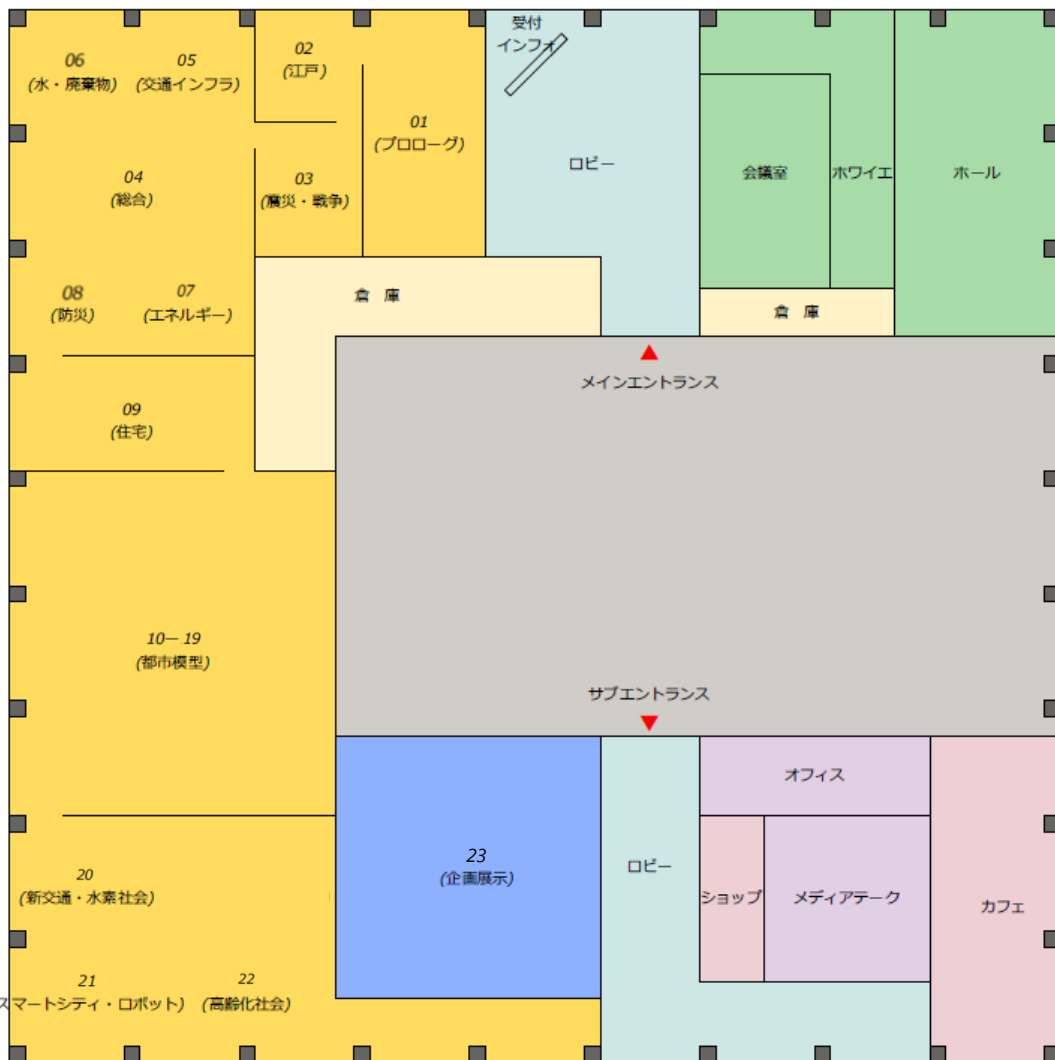 06
(水・廃棄物)
05
(交通インフラ)
02
(江戸)
01
(プロローグ)
受付
インフォ
ロビー
会議室
ホワイエ
ホール
04
(総合)
03
(震災・戦争)
08
(防災)
07
(エネルギー)
倉 庫
倉 庫
メインエントランス
09
(住宅)
10― 19
(都市模型)
サブエントランス
オフィス
23
(企画展示)
ロビー
ショップ
メディアテーク
カフェ
20
(新交通・水素社会)
21
スマートシティ・ロボット)
22
(高齢化社会)